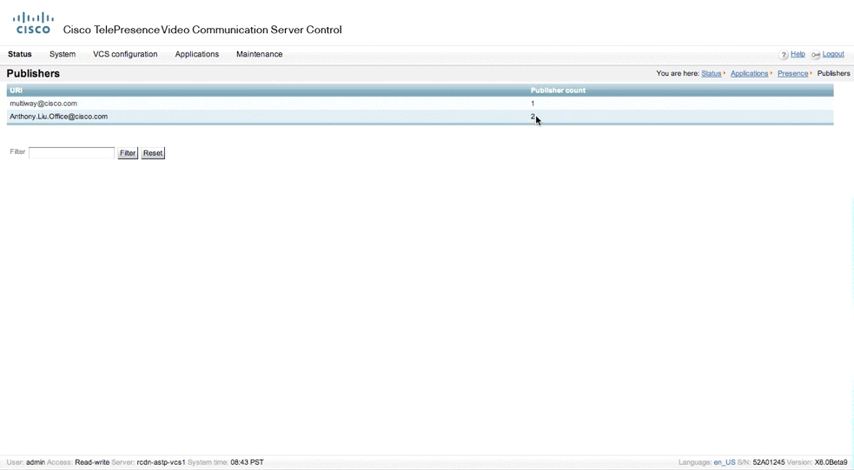 CISCO
Cisco TelePresence Video Communication Server Control
Status System VCS configuration Applications Maintenance ? Help Logout
Publishers You are here: Status Applications Presence Publishers
URI Publisher count
multiway@cisco.com 1
Anthony.Liu.Office@cisco.com 2
Filter Filter Reset
User: admin Access: Read-write Server: rcdn-astp-vcs1 System time: 08:43 PST Language: en_US S/N: 52A01245 Version: X6.0Beta9